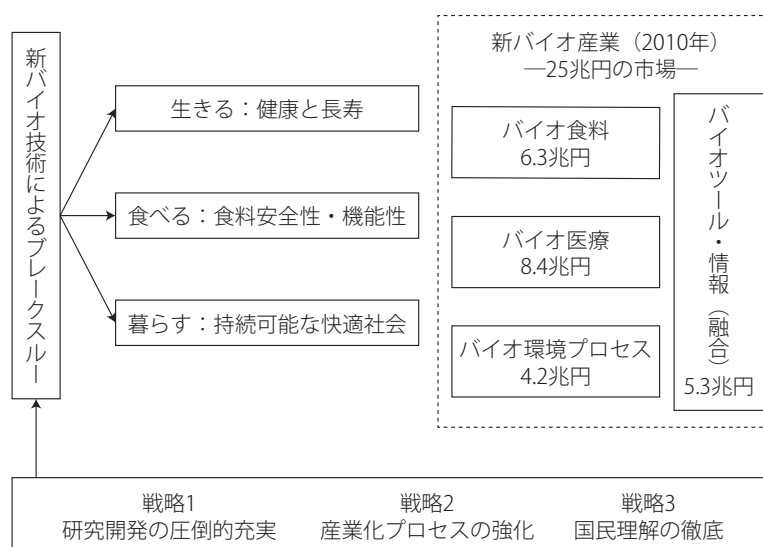 新バイオ技術によるブレークスルー
生きる：健康と長寿
食べる：食料安全性・機能性
暮らす：持続可能な快適社会
新バイオ産業（2010年）
―25兆円の市場―
バイオ食料
6.3兆円
バイオ医療
8.4兆円
バイオ環境プロセス
4.2兆円
バイオツール・情報（融合）
5.3兆円
戦略1
研究開発の圧倒的充実
戦略2
産業化プロセスの強化
戦略3
国民理解の徹底